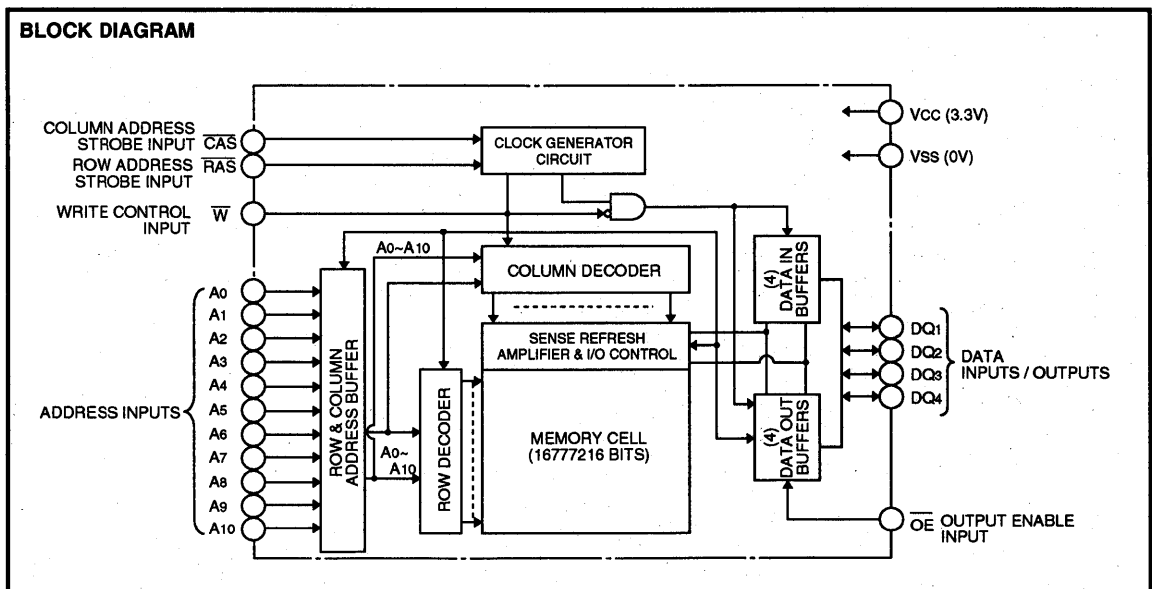 BLOCK DIAGRAM
COLUMN ADDRESS
STROBE INPUT
C̅A̅S̅
ROW ADDRESS
STROBE INPUT
R̅A̅S̅
WRITE CONTROL
INPUT
W̅
ADDRESS INPUTS
A0
A1
A2
A3
A4
A5
A6
A7
A8
A9
A10
ROW & COLUMN
ADDRESS BUFFER
CLOCK GENERATOR
CIRCUIT
A0~A10
COLUMN DECODER
SENSE REFRESH
AMPLIFIER & I/O CONTROL
A0~
A10
ROW DECODER
MEMORY CELL
(16777216 BITS)
(4)
DATA IN
BUFFERS
(4)
DATA OUT
BUFFERS
VCC (3.3V)
VSS (0V)
DQ1
DQ2
DQ3
DQ4
DATA
INPUTS / OUTPUTS
O̅E̅ OUTPUT ENABLE
INPUT